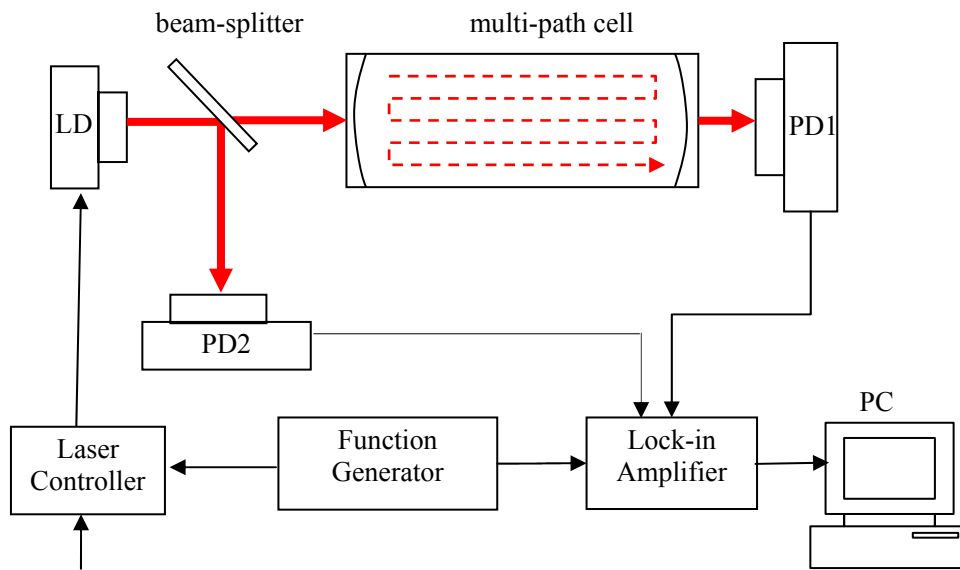 beam-splitter
multi-path cell
LD
PD1
PD2
PC
Laser
Controller
Function
Generator
Lock-in
Amplifier